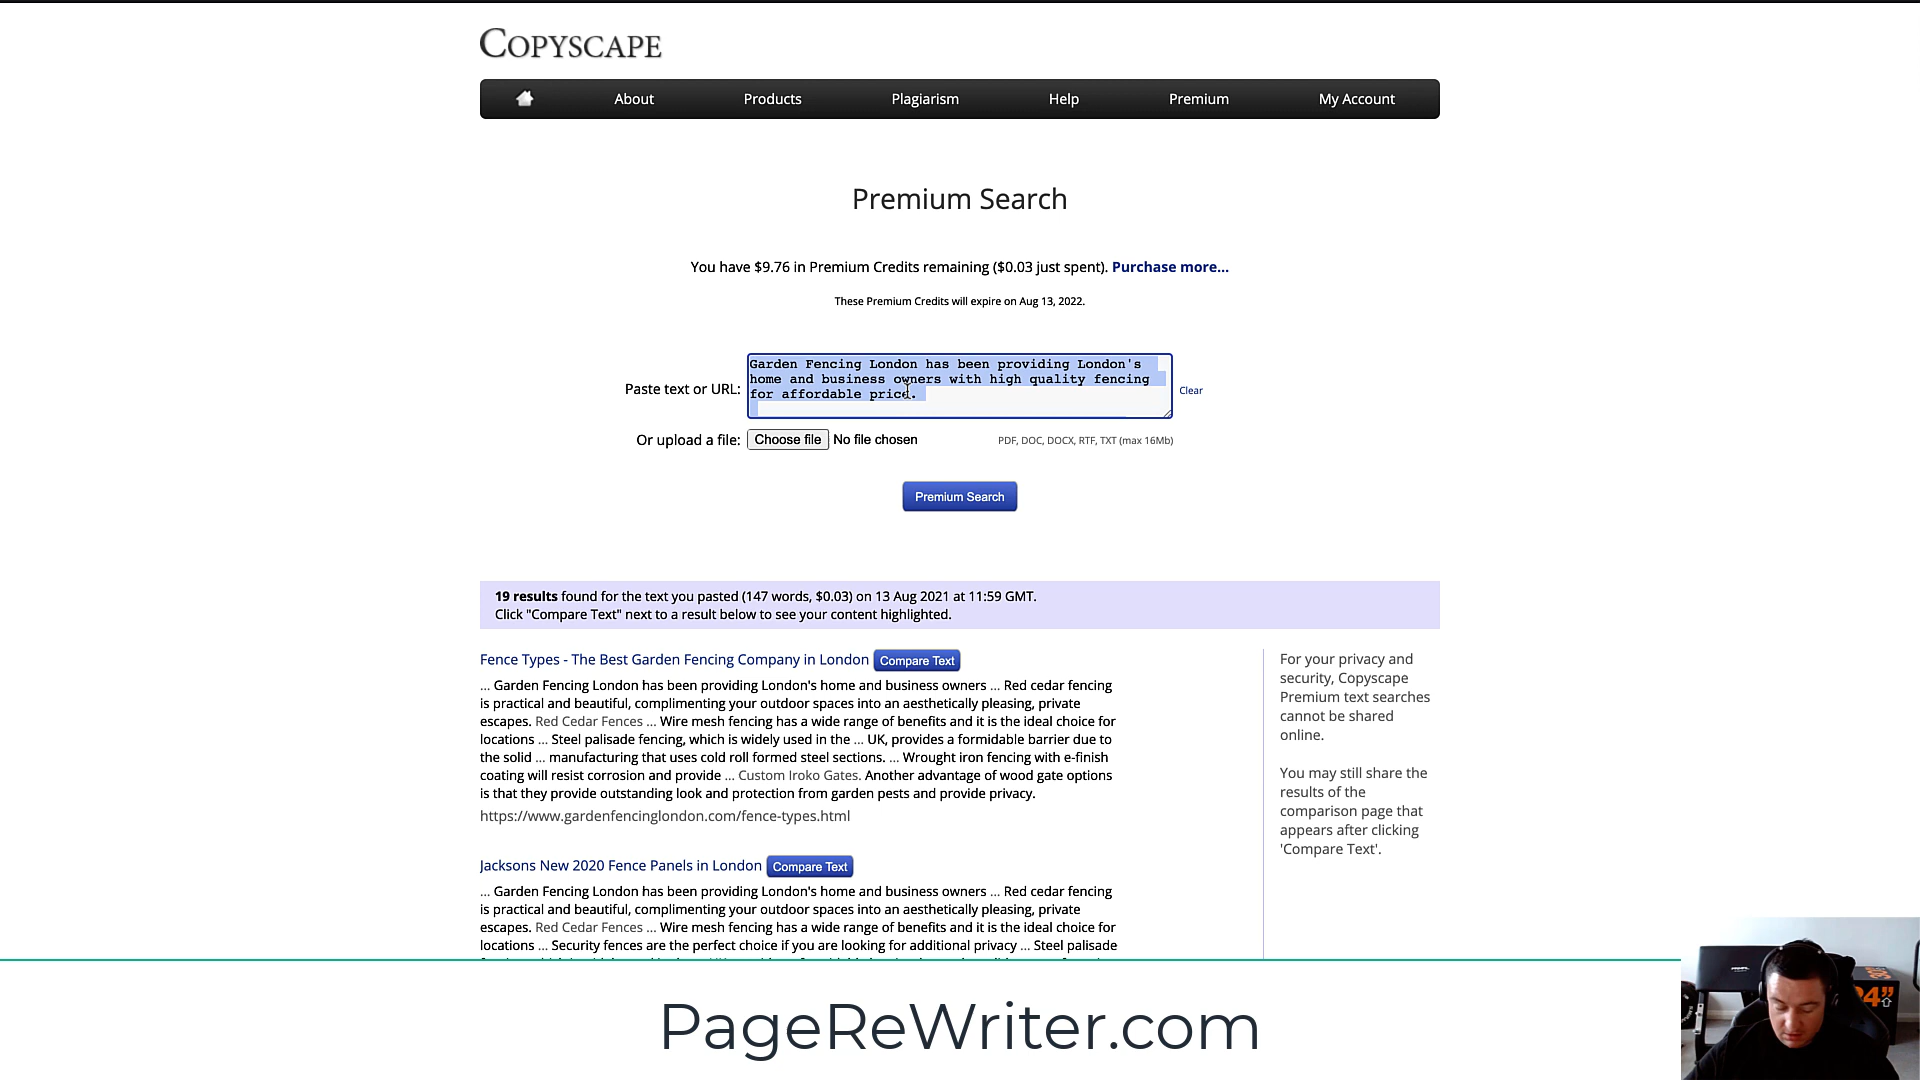 COPYSCAPE
About Products Plagiarism Help Premium My Account
Premium Search
You have $9.76 in Premium Credits remaining ($0.03 just spent). Purchase more...
These Premium Credits will expire on Aug 13, 2022.
Paste text or URL:
Garden Fencing London has been providing London's
home and business owners with high quality fencing
for affordable price.
Clear
Or upload a file: Choose file No file chosen PDF, DOC, DOCX, RTF, TXT (max 16Mb)
Premium Search
19 results found for the text you pasted (147 words, $0.03) on 13 Aug 2021 at 11:59 GMT.
Click "Compare Text" next to a result below to see your content highlighted.
Fence Types - The Best Garden Fencing Company in London Compare Text
... Garden Fencing London has been providing London's home and business owners ... Red cedar fencing
is practical and beautiful, complimenting your outdoor spaces into an aesthetically pleasing, private
escapes. Red Cedar Fences ... Wire mesh fencing has a wide range of benefits and it is the ideal choice for
locations ... Steel palisade fencing, which is widely used in the ... UK, provides a formidable barrier due to
the solid ... manufacturing that uses cold roll formed steel sections. ... Wrought iron fencing with e-finish
coating will resist corrosion and provide ... Custom Iroko Gates. Another advantage of wood gate options
is that they provide outstanding look and protection from garden pests and provide privacy.
https://www.gardenfencinglondon.com/fence-types.html
Jacksons New 2020 Fence Panels in London Compare Text
... Garden Fencing London has been providing London's home and business owners ... Red cedar fencing
is practical and beautiful, complimenting your outdoor spaces into an aesthetically pleasing, private
escapes. Red Cedar Fences ... Wire mesh fencing has a wide range of benefits and it is the ideal choice for
locations ... Security fences are the perfect choice if you are looking for additional privacy ... Steel palisade
For your privacy and
security, Copyscape
Premium text searches
cannot be shared
online.
You may still share the
results of the
comparison page that
appears after clicking
'Compare Text'.
PageReWriter.com